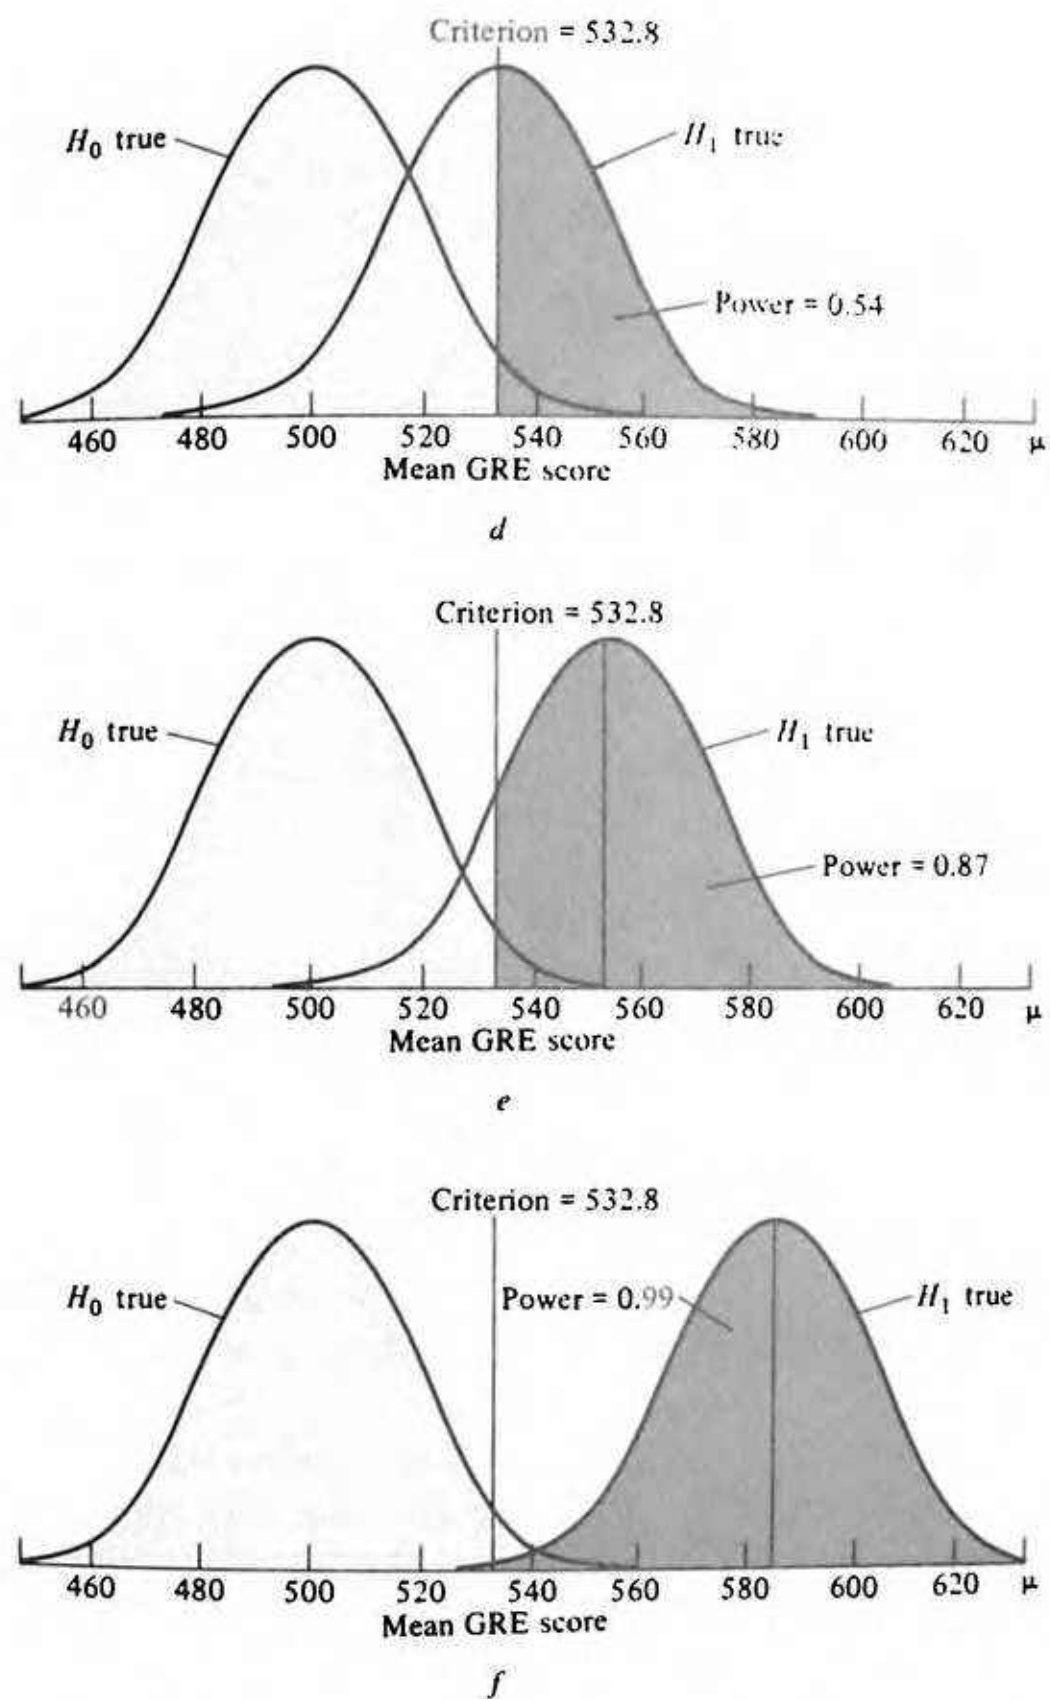 Criterion = 532.8
H₀ true
H₁ true
Power = 0.54
460 480 500 520 540 560 580 600 620 μ
Mean GRE score
d
Criterion = 532.8
H₀ true
H₁ true
Power = 0.87
460 480 500 520 540 560 580 600 620 μ
Mean GRE score
e
Criterion = 532.8
H₀ true
Power = 0.99
H₁ true
460 480 500 520 540 560 580 600 620 μ
Mean GRE score
f